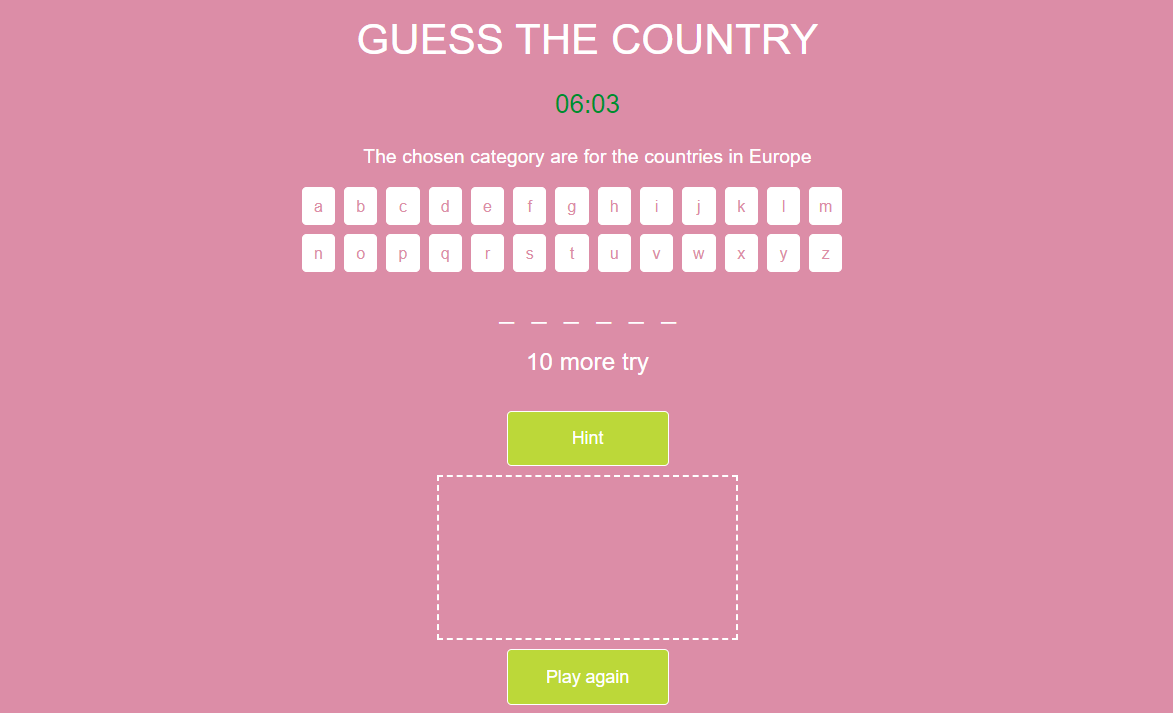 GUESS THE COUNTRY
06:03
The chosen category are for the countries in Europe
a b c d e f g h i j k l m
n o p q r s t u v w x y z
_ _ _ _ _ _
10 more try
Hint
Play again